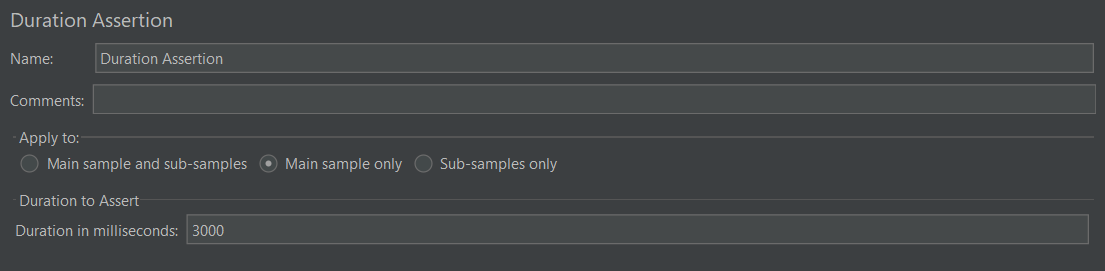 Duration Assertion
Name: Duration Assertion
Comments:
Apply to:
Main sample and sub-samples Main sample only Sub-samples only
Duration to Assert
Duration in milliseconds: 3000